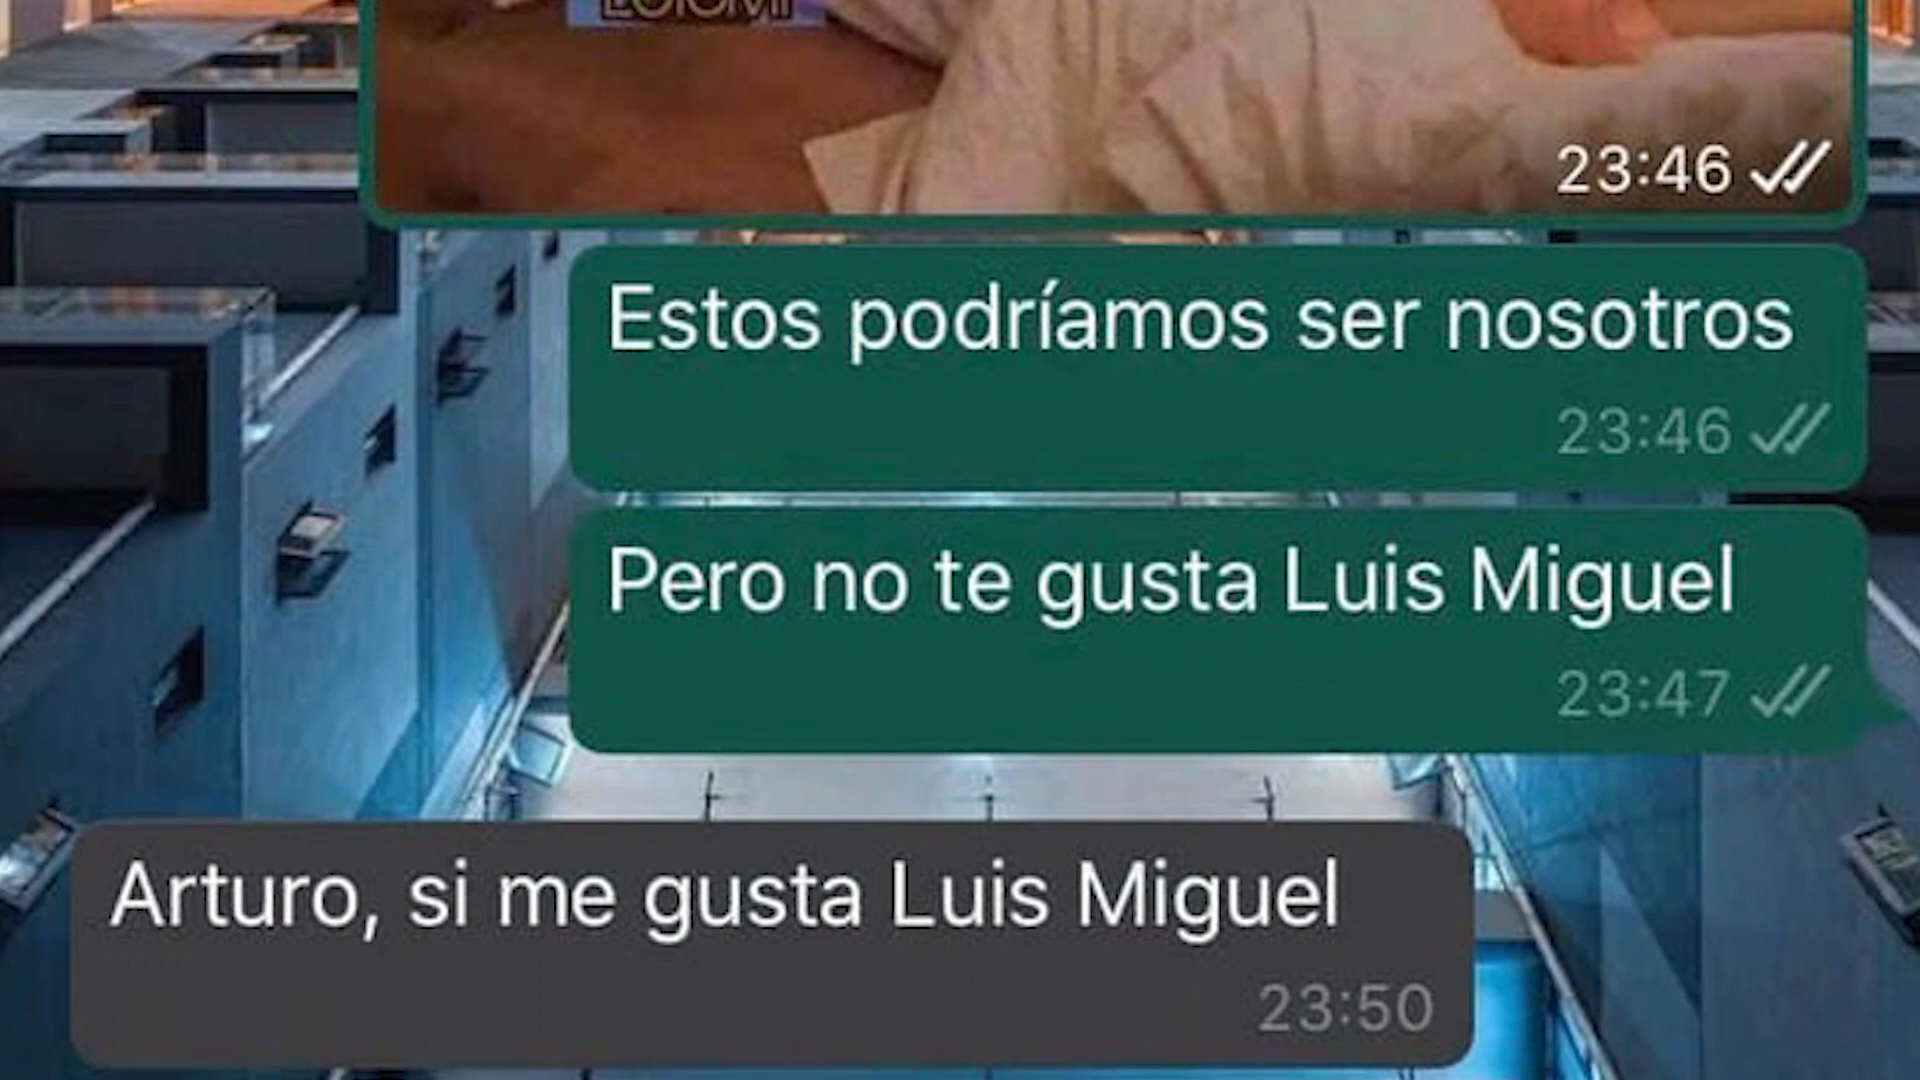 23:46
Estos podríamos ser nosotros
23:46
Pero no te gusta Luis Miguel
23:47
Arturo, si me gusta Luis Miguel
23:50